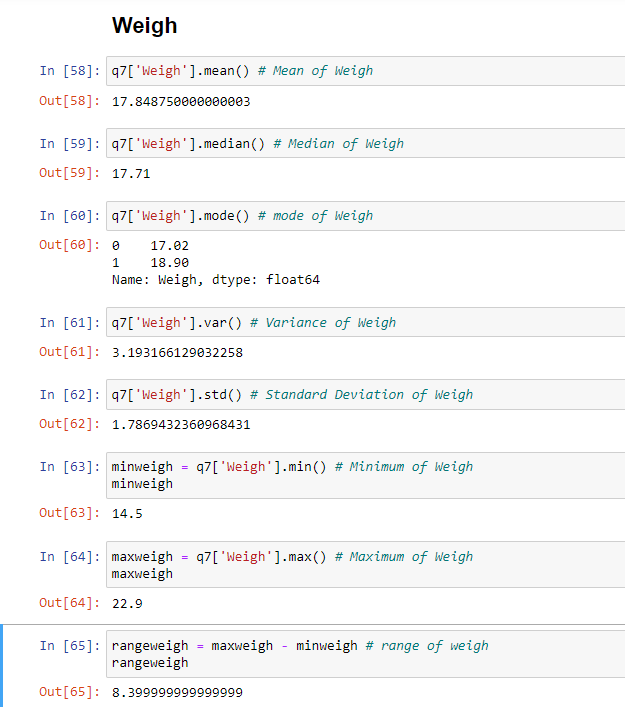 Weigh
In [58]: q7['Weigh'].mean() # Mean of Weigh
Out[58]: 17.848750000000003
In [59]: q7['Weigh'].median() # Median of Weigh
Out[59]: 17.71
In [60]: q7['Weigh'].mode() # mode of Weigh
Out[60]: 0    17.02
1    18.90
Name: Weigh, dtype: float64
In [61]: q7['Weigh'].var() # Variance of Weigh
Out[61]: 3.193166129032258
In [62]: q7['Weigh'].std() # Standard Deviation of Weigh
Out[62]: 1.7869432360968431
In [63]: minweigh = q7['Weigh'].min() # Minimum of Weigh
minweigh
Out[63]: 14.5
In [64]: maxweigh = q7['Weigh'].max() # Maximum of Weigh
maxweigh
Out[64]: 22.9
In [65]: rangeweigh = maxweigh - minweigh # range of weigh
rangeweigh
Out[65]: 8.399999999999999